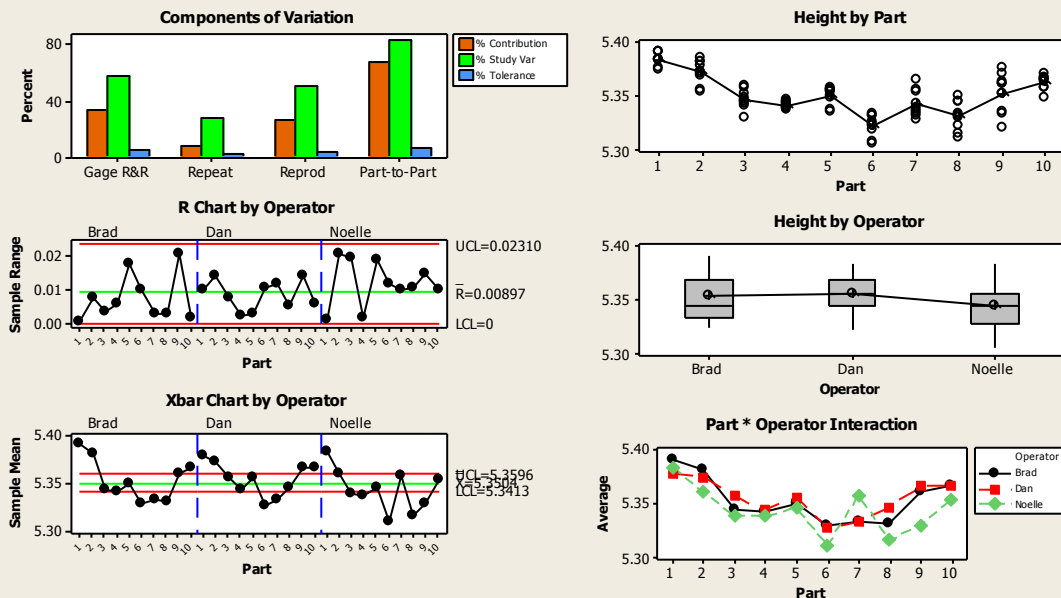 Components of Variation
Percent
80
40
0
Gage R&R Repeat Reprod Part-to-Part
% Contribution
% Study Var
% Tolerance
Height by Part
5.40
5.35
5.30
1 2 3 4 5 6 7 8 9 10
Part
R Chart by Operator
Brad Dan Noelle
Sample Range
0.02
0.01
0.00
UCL=0.02310
R=0.00897
LCL=0
1 2 3 4 5 6 7 8 9 10 1 2 3 4 5 6 7 8 9 10 1 2 3 4 5 6 7 8 9 10
Part
Height by Operator
5.40
5.35
5.30
Brad Dan Noelle
Operator
Xbar Chart by Operator
Brad Dan Noelle
Sample Mean
5.40
5.35
5.30
UCL=5.3596
X=5.3504
LCL=5.3413
1 2 3 4 5 6 7 8 9 10 1 2 3 4 5 6 7 8 9 10 1 2 3 4 5 6 7 8 9 10
Part
Part * Operator Interaction
Average
5.40
5.35
5.30
1 2 3 4 5 6 7 8 9 10
Part
Operator
Brad
Dan
Noelle